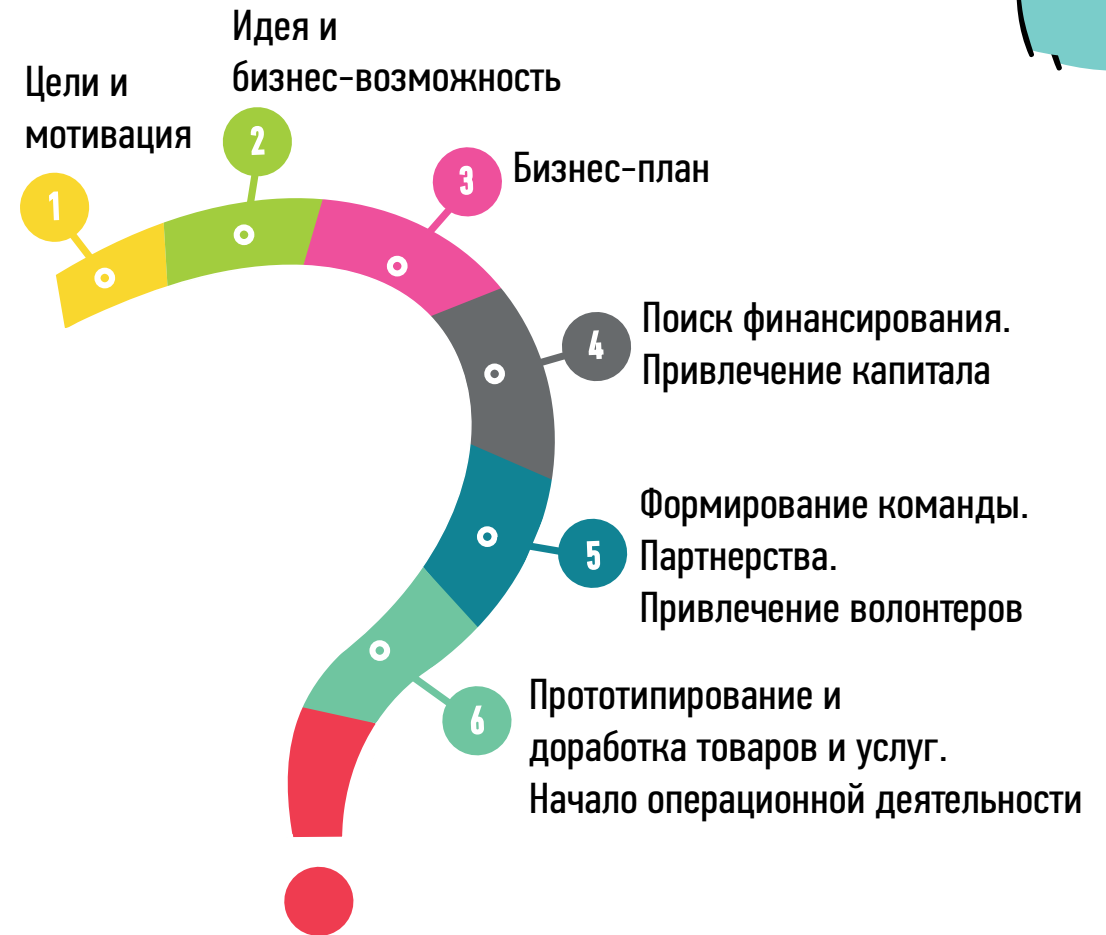 1
Цели и
мотивация
2
Идея и
бизнес-возможность
3
Бизнес-план
4
Поиск финансирования.
Привлечение капитала
5
Формирование команды.
Партнерства.
Привлечение волонтеров
6
Прототипирование и
доработка товаров и услуг.
Начало операционной деятельности